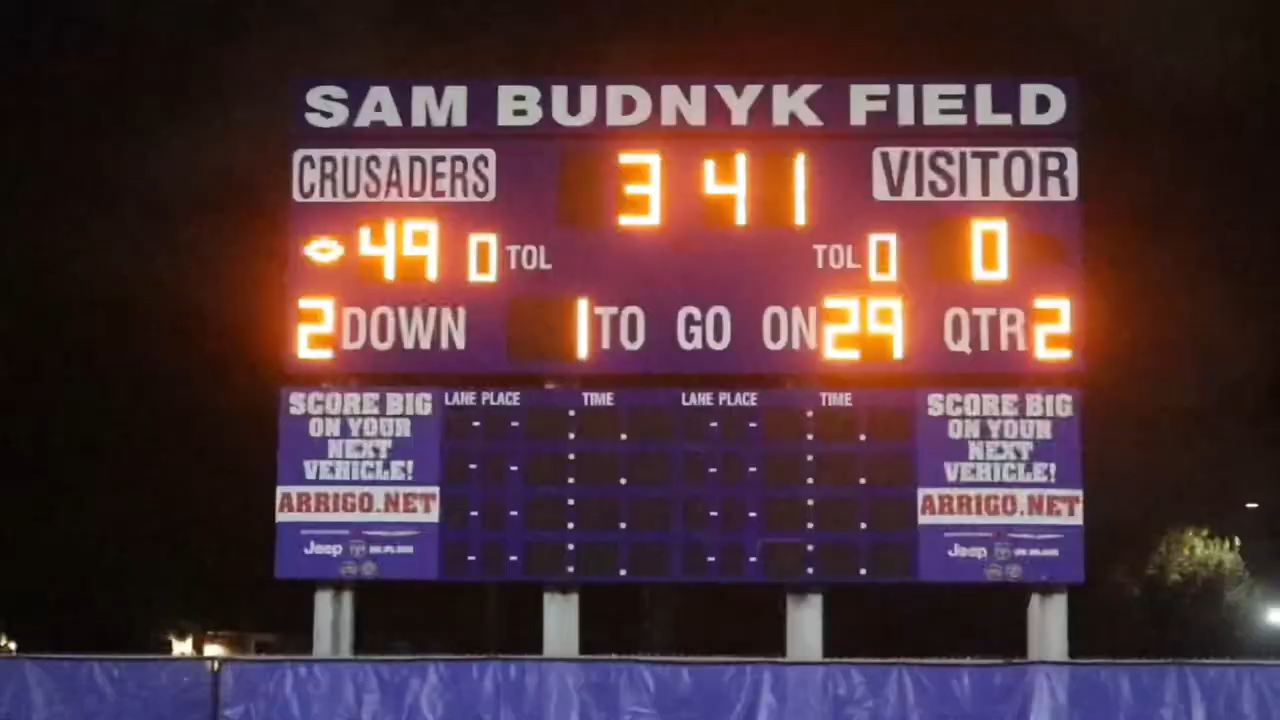 SAM BUDNYK FIELD
CRUSADERS 3 41 VISITOR
49 0 TOL TOL 0 0
2 DOWN 1 TO GO ON 29 QTR 2
LANE PLACE TIME LANE PLACE TIME
SCORE BIG
ON YOUR
NEXT
VEHICLE!
ARRIGO.NET
Jeep
SCORE BIG
ON YOUR
NEXT
VEHICLE!
ARRIGO.NET
Jeep